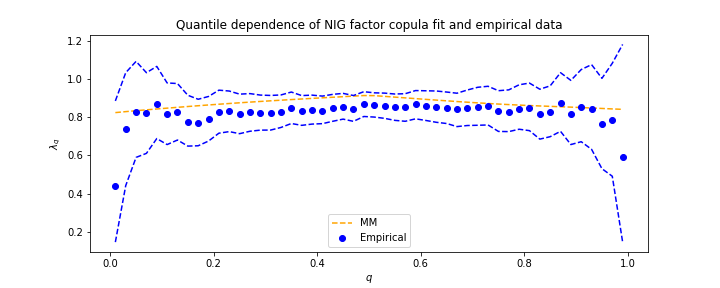 Quantile dependence of NIG factor copula fit and empirical data
1.2
1.0
0.8
0.6
0.4
0.2
λq
0.0 0.2 0.4 0.6 0.8 1.0
q
MM
Empirical